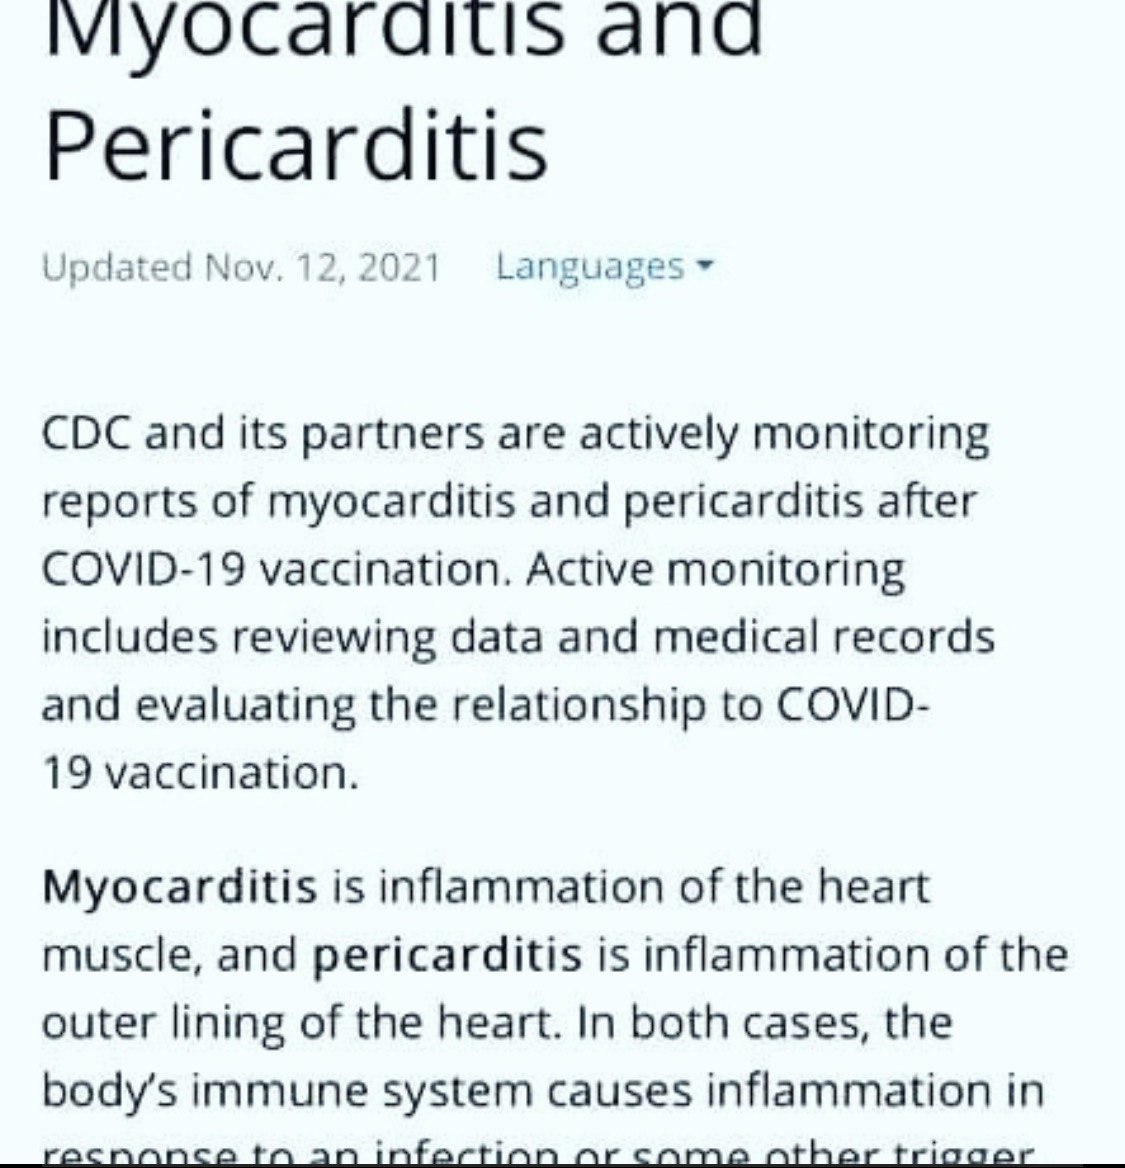 Myocarditis and
Pericarditis
Updated Nov. 12, 2021 Languages
CDC and its partners are actively monitoring
reports of myocarditis and pericarditis after
COVID-19 vaccination. Active monitoring
includes reviewing data and medical records
and evaluating the relationship to COVID-
19 vaccination.
Myocarditis is inflammation of the heart
muscle, and pericarditis is inflammation of the
outer lining of the heart. In both cases, the
body’s immune system causes inflammation in
response to an infection or some other trigger